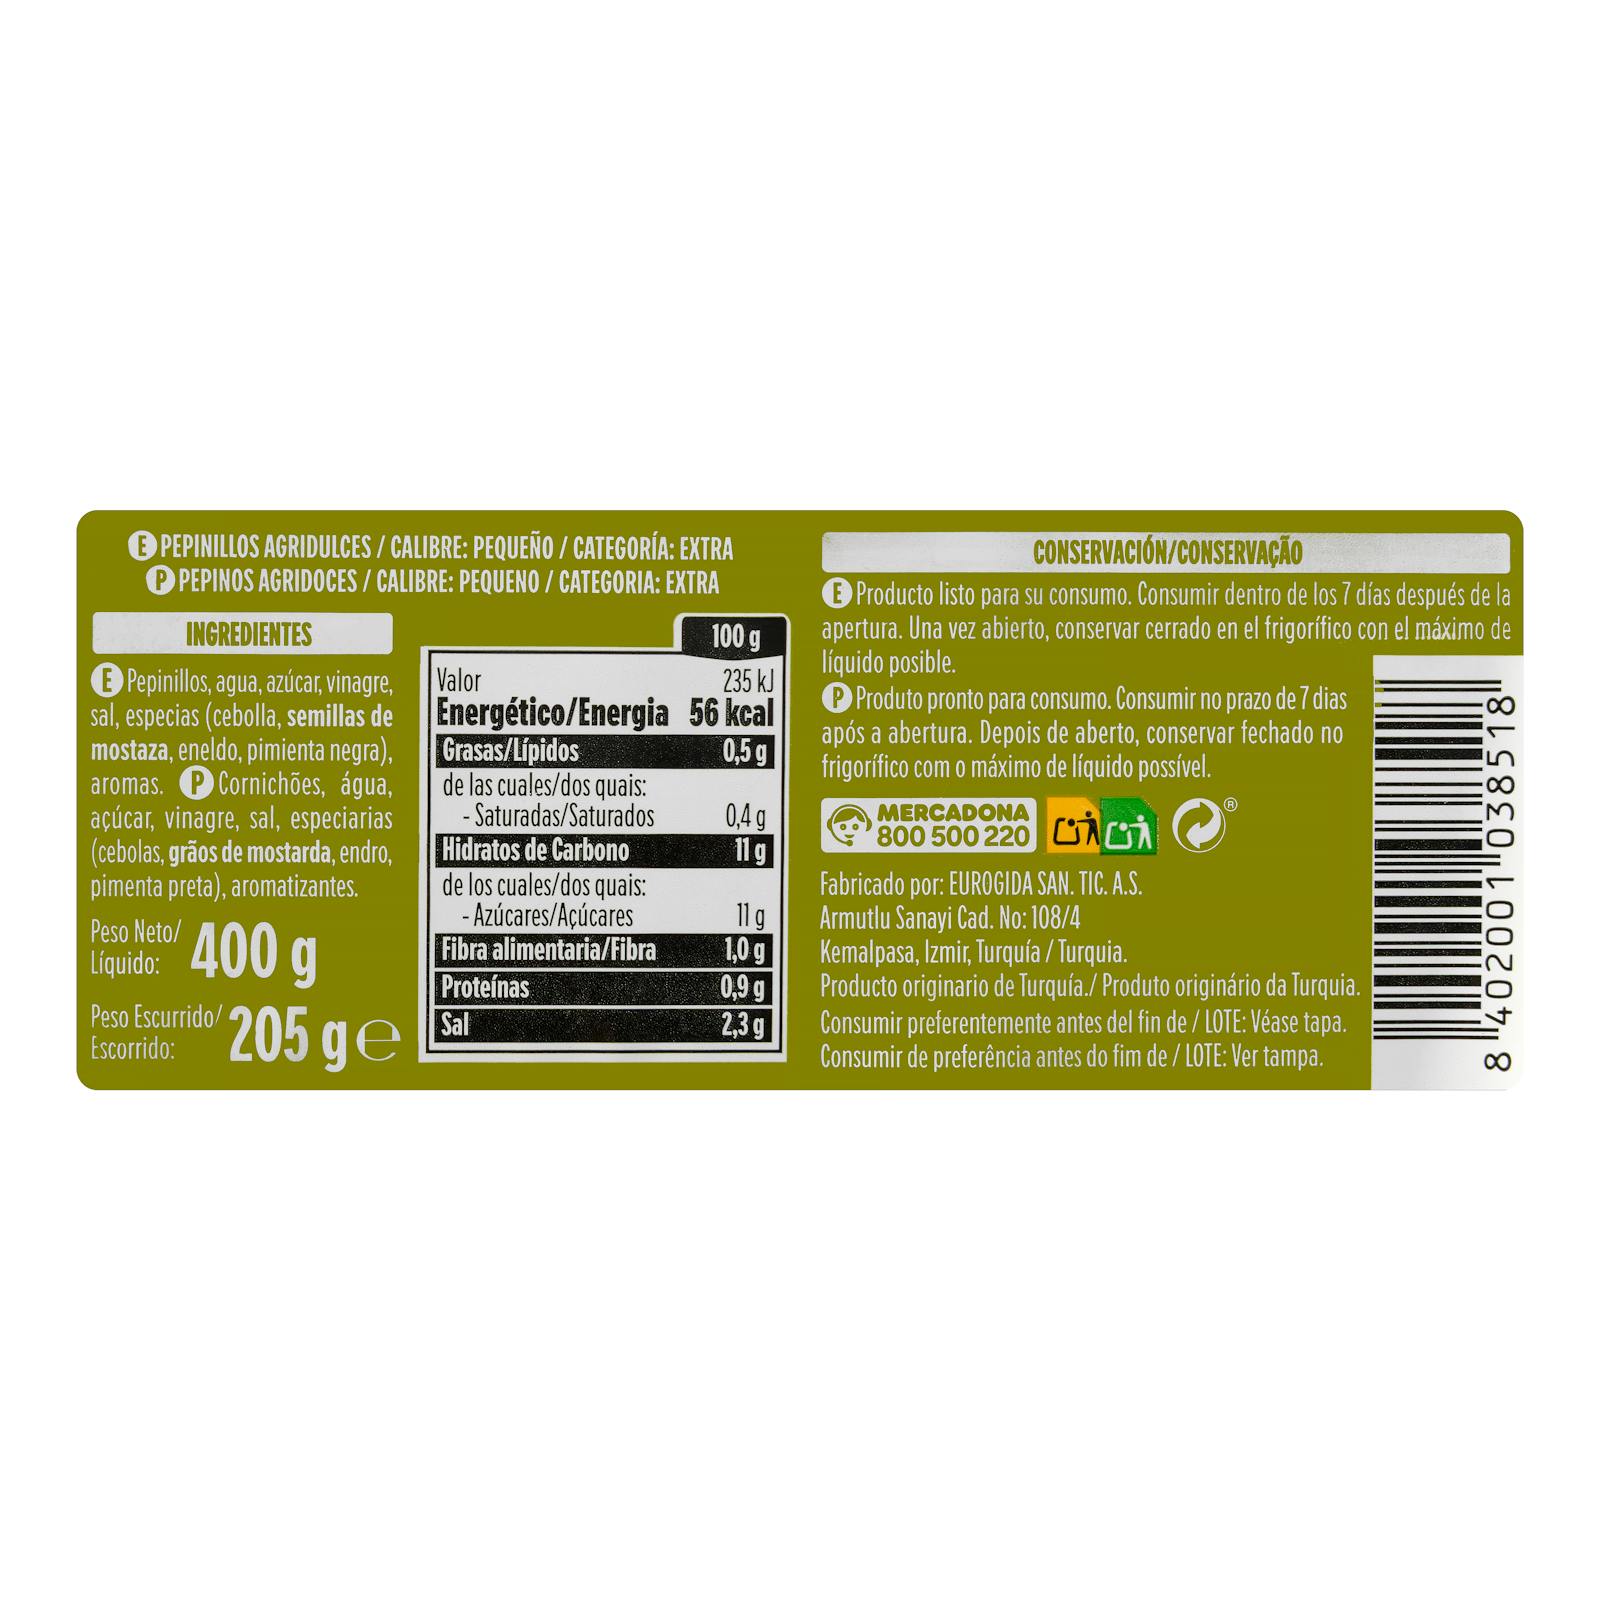 E PEPINILLOS AGRIDULCES / CALIBRE: PEQUEÑO / CATEGORÍA: EXTRA
P PEPINOS AGRIDOCES / CALIBRE: PEQUENO / CATEGORIA: EXTRA
INGREDIENTES
E Pepinillos, agua, azúcar, vinagre,
sal, especias (cebolla, semillas de
mostaza, eneldo, pimienta negra),
aromas. P Cornichões, água,
açúcar, vinagre, sal, especiarias
(cebolas, grãos de mostarda, endro,
pimenta preta), aromatizantes.
Peso Neto/
Líquido: 400 g
Peso Escurrido/
Escorrido: 205 g e
100 g
Valor 235 kJ
Energético/Energia 56 kcal
Grasas/Lípidos 0,5 g
de las cuales/dos quais:
- Saturadas/Saturados 0,4 g
Hidratos de Carbono 11 g
de los cuales/dos quais:
- Azúcares/Açúcares 11 g
Fibra alimentaria/Fibra 1,0 g
Proteínas 0,9 g
Sal 2,3 g
CONSERVACIÓN/CONSERVAÇÃO
E Producto listo para su consumo. Consumir dentro de los 7 días después de la
apertura. Una vez abierto, conservar cerrado en el frigorífico con el máximo de
líquido posible.
P Produto pronto para consumo. Consumir no prazo de 7 dias
após a abertura. Depois de aberto, conservar fechado no
frigorífico com o máximo de líquido possível.
MERCADONA
800 500 220
®
Fabricado por: EUROGIDA SAN. TIC. A.S.
Armutlu Sanayi Cad. No: 108/4
Kemalpasa, Izmir, Turquía / Turquia.
Producto originario de Turquía./ Produto originário da Turquia.
Consumir preferentemente antes del fin de / LOTE: Véase tapa.
Consumir de preferência antes do fim de / LOTE: Ver tampa.
8 402001 038518